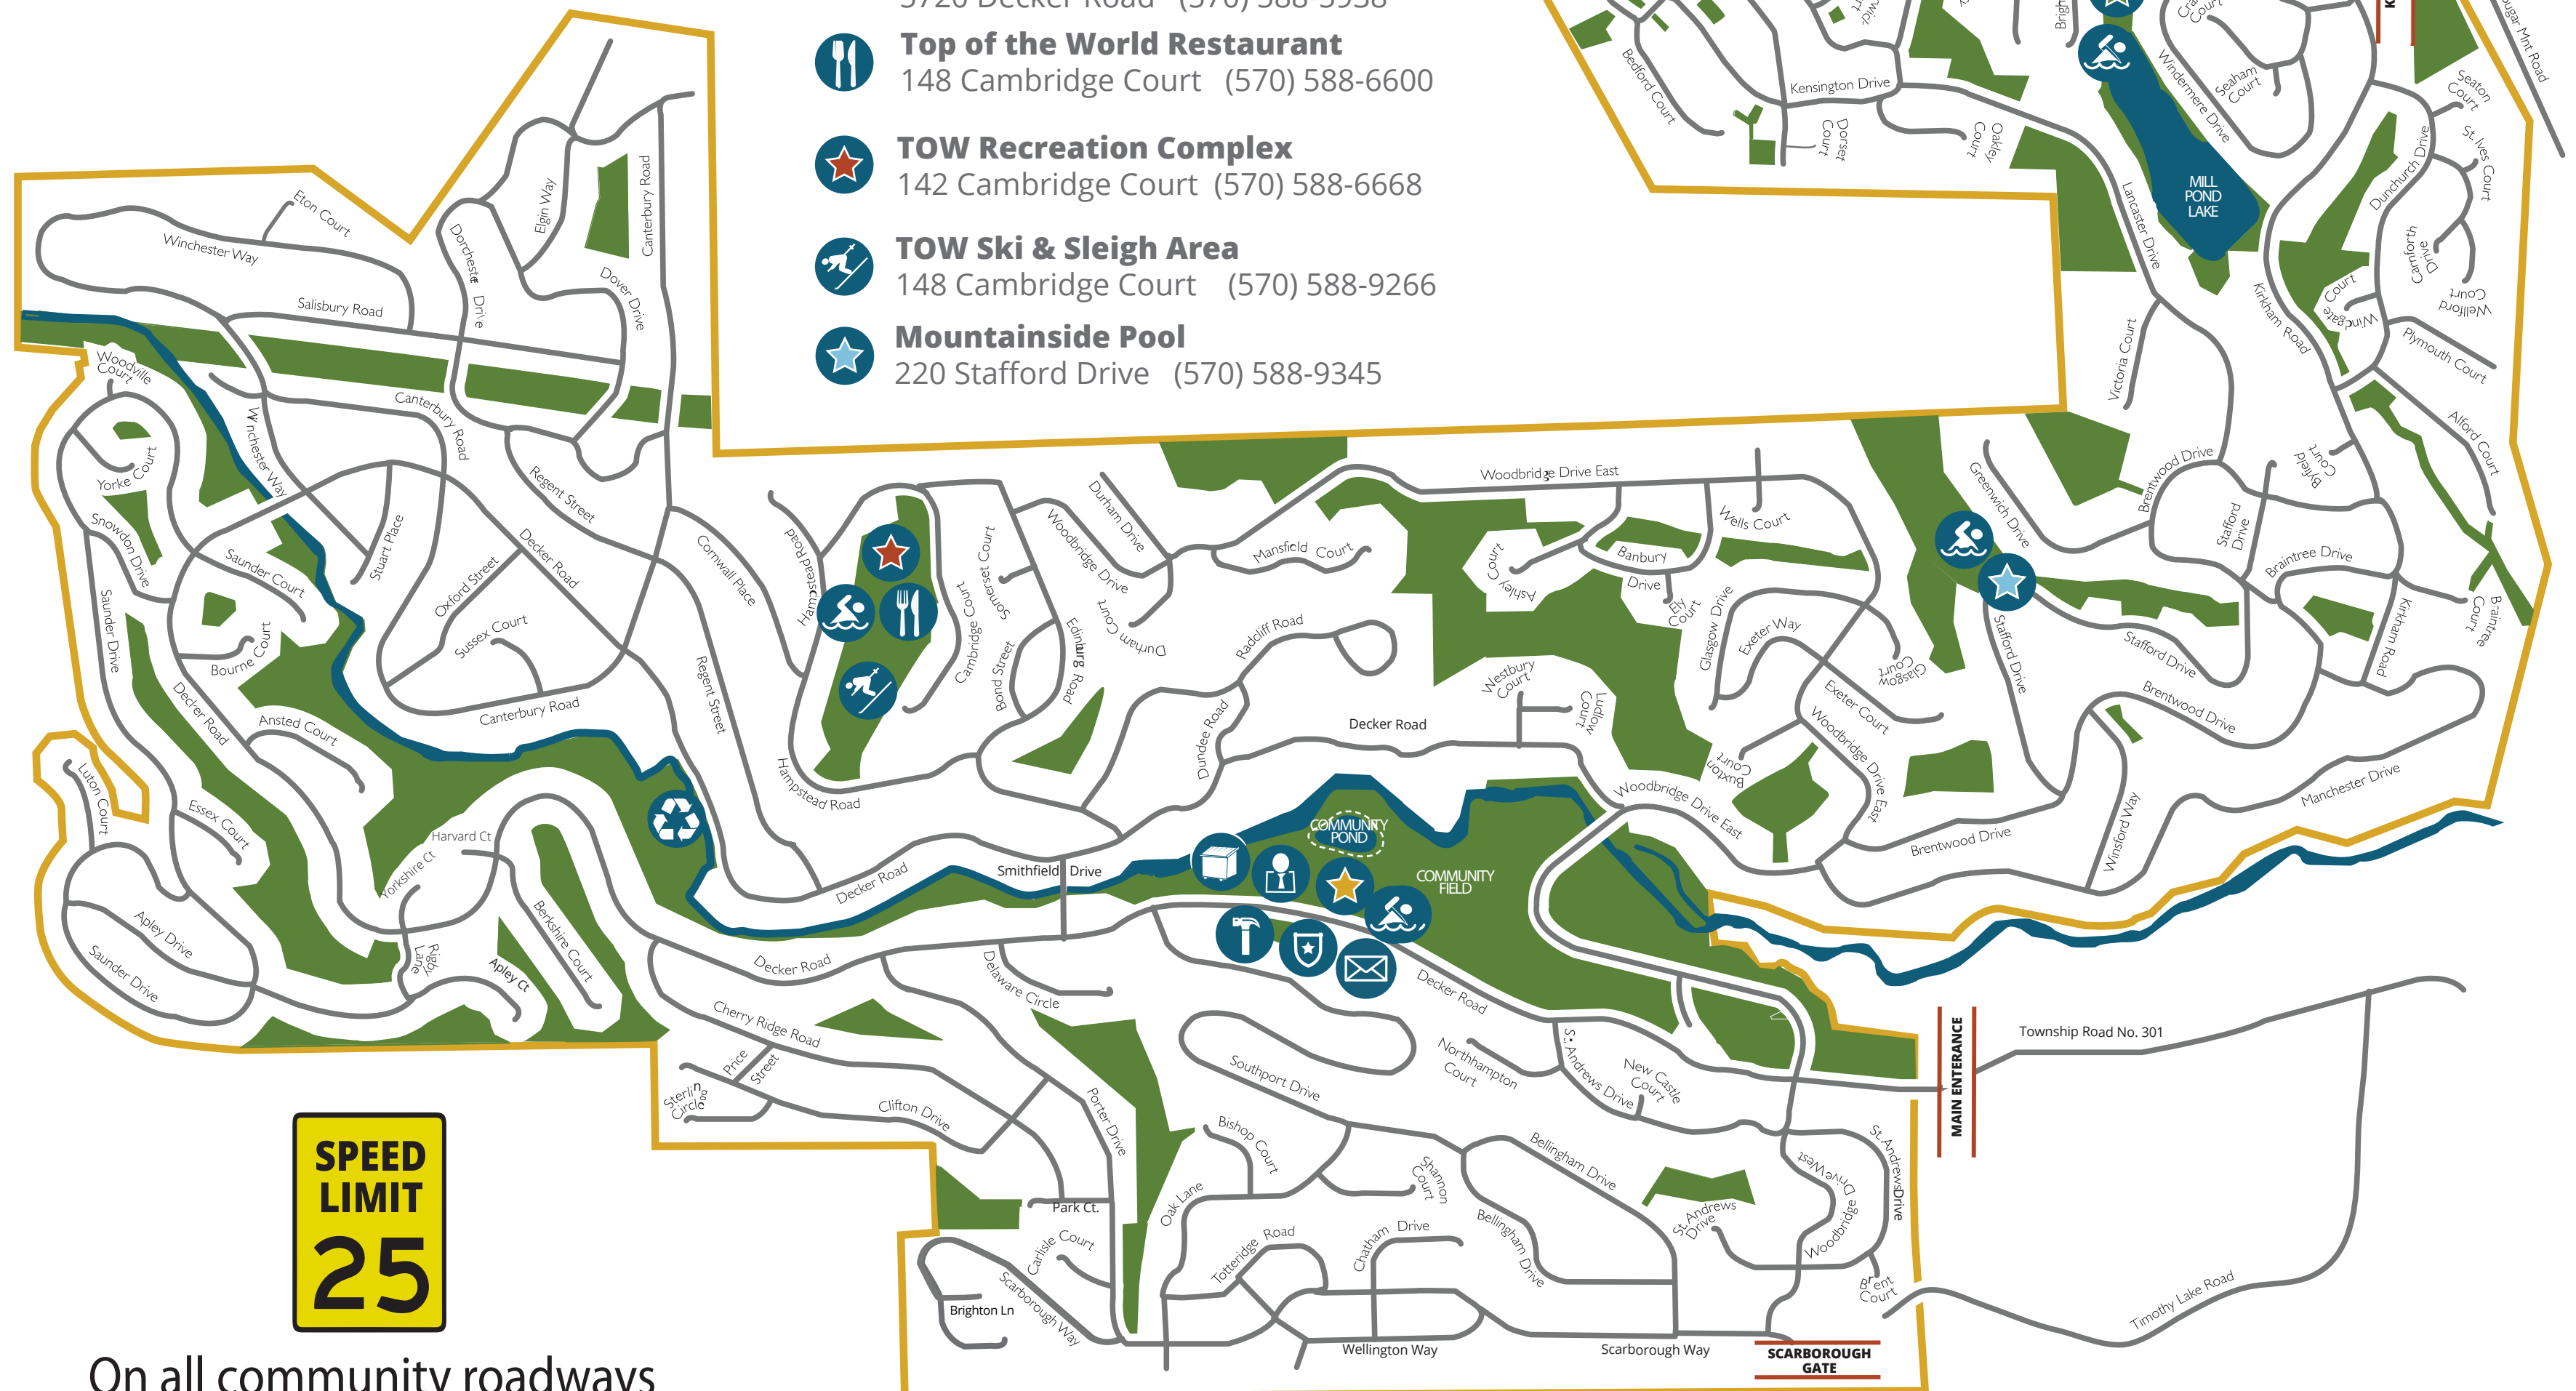 Top of the World Restaurant
148 Cambridge Court (570) 588-6600
TOW Recreation Complex
142 Cambridge Court (570) 588-6668
TOW Ski & Sleigh Area
148 Cambridge Court (570) 588-9266
Mountainside Pool
220 Stafford Drive (570) 588-9345
Bedford Court
Kensington Drive
Dorset
Court
Oakley
Court
Windermere Drive
Seaham
Court
Seaton
Court
St. Ives Court
Dunchurch Drive
Carnforth
Drive
Wellford
Court
MILL
POND
LAKE
Lancaster Drive
Kirkham Road
Wingate
Court
Plymouth Court
Victoria Court
Alford Court
Byfield
Court
Eton Court
Winchester Way
Salisbury Road
Elgin Way
Canterbury Road
Dorchester Drive
Dover Drive
Woodville
Court
Canterbury Road
Winchester Way
Yorke Court
Snowdon Drive
Regent Street
Stuart Place
Decker Road
Oxford Street
Saunder Court
Saunder Drive
Sussex Court
Bourne Court
Canterbury Road
Decker Road
Ansted Court
Luton Court
Essex Court
Harvard Ct
Yorkshire Ct
Apley Drive
Saunder Drive
Rigby
Lane
Apley Ct
Berkshire Court
Cornwall Place
Regent Street
Hampstead Road
Hampstead Road
Cambridge Court
Somerset Court
Bond Street
Edinburg Road
Woodbridge Drive
Durham Drive
Durham Court
Mansfield Court
Radcliff Road
Dundee Road
Woodbridge Drive East
Wells Court
Ashley Court
Banbury
Drive
Ely
Court
Glasgow Drive
Exeter Way
Glasgow
Court
Exeter Court
Westbury
Court
Ludlow
Court
Decker Road
Buxton
Court
Woodbridge Drive East
Woodbridge Drive East
Greenwich Drive
Brentwood Drive
Stafford
Drive
Braintree Drive
Braintree
Court
Kirkham Road
Stafford Drive
Stafford Drive
Brentwood Drive
Brentwood Drive
Winsford Way
Manchester Drive
COMMUNITY
POND
COMMUNITY
FIELD
Smithfield Drive
Decker Road
Decker Road
Decker Road
Delaware Circle
Cherry Ridge Road
Price
Street
Sterling
Circle
Clifton Drive
Porter Drive
Park Ct.
Carlisle Court
Brighton Ln
Scarborough Way
Southport Drive
Northhampton
Court
St. Andrews Drive
New Castle
Court
Bishop Court
Shannon
Court
Oak Lane
Totteridge Road
Chatham Drive
Bellingham Drive
Bellingham Drive
St. Andrews
Drive
Woodbridge Drive West
St. Andrews Drive
Brent
Court
Wellington Way
Scarborough Way
SCARBOROUGH
GATE
MAIN ENTERANCE
Township Road No. 301
Timothy Lake Road
SPEED
LIMIT
25
On all community roadways